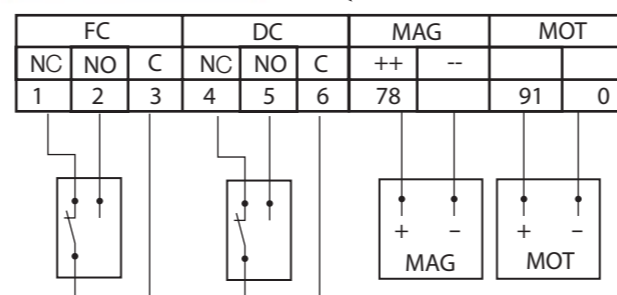 FC DC MAG MOT
NC NO C NC NO C ++ --
1 2 3 4 5 6 78 91 0
+ - + -
MAG MOT